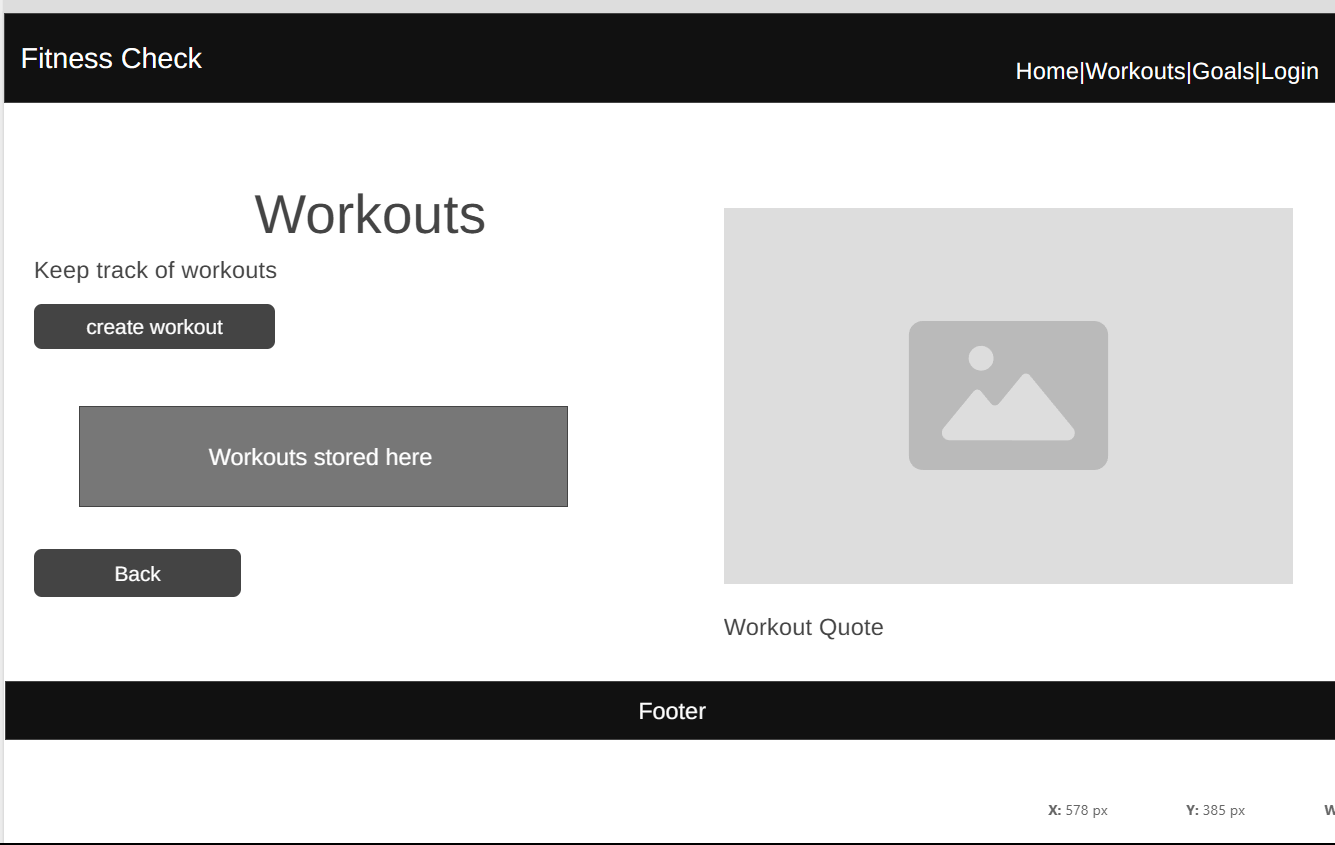 Fitness Check
Home|Workouts|Goals|Login
Workouts
Keep track of workouts
create workout
Workouts stored here
Back
Workout Quote
Footer
X: 578 px Y: 385 px